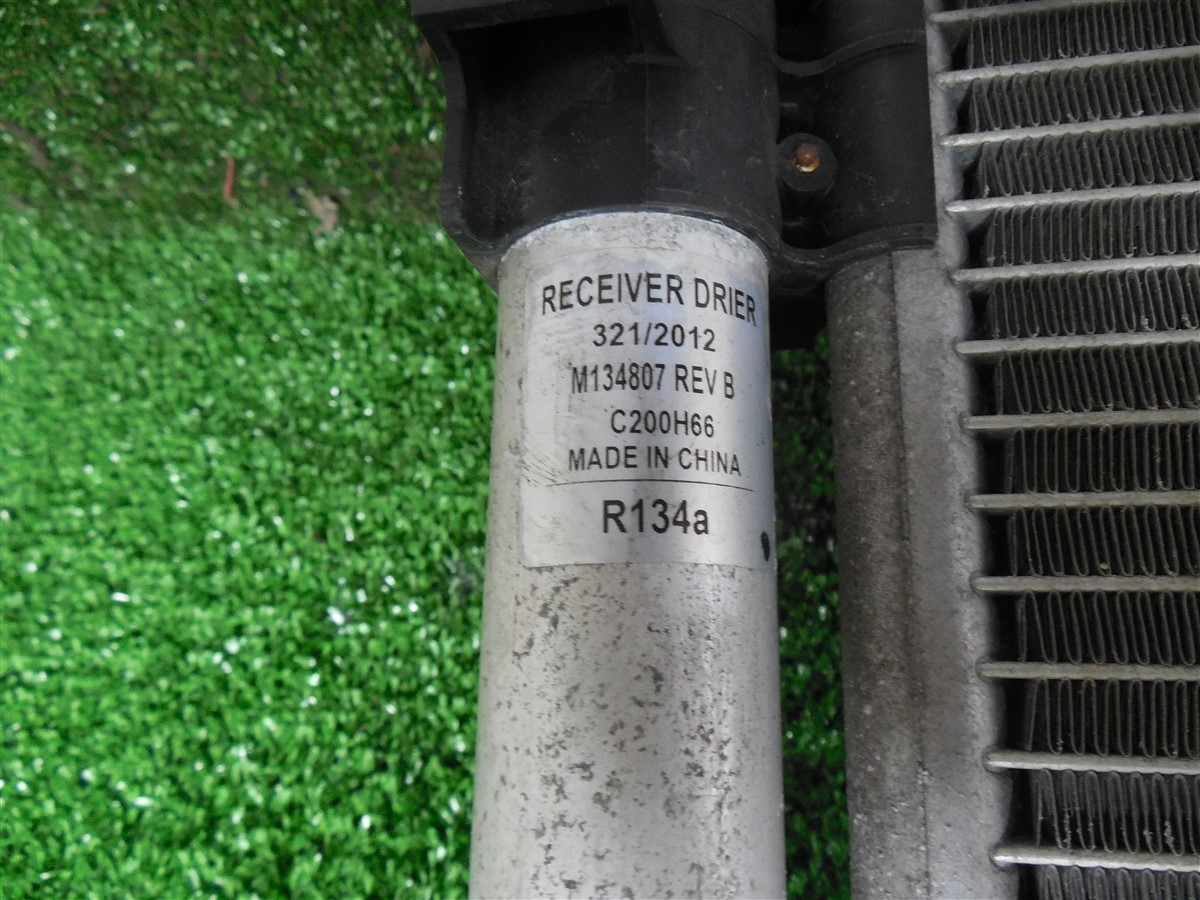 RECEIVER DRIER
321/2012
M134807 REV B
C200H66
MADE IN CHINA
R134a